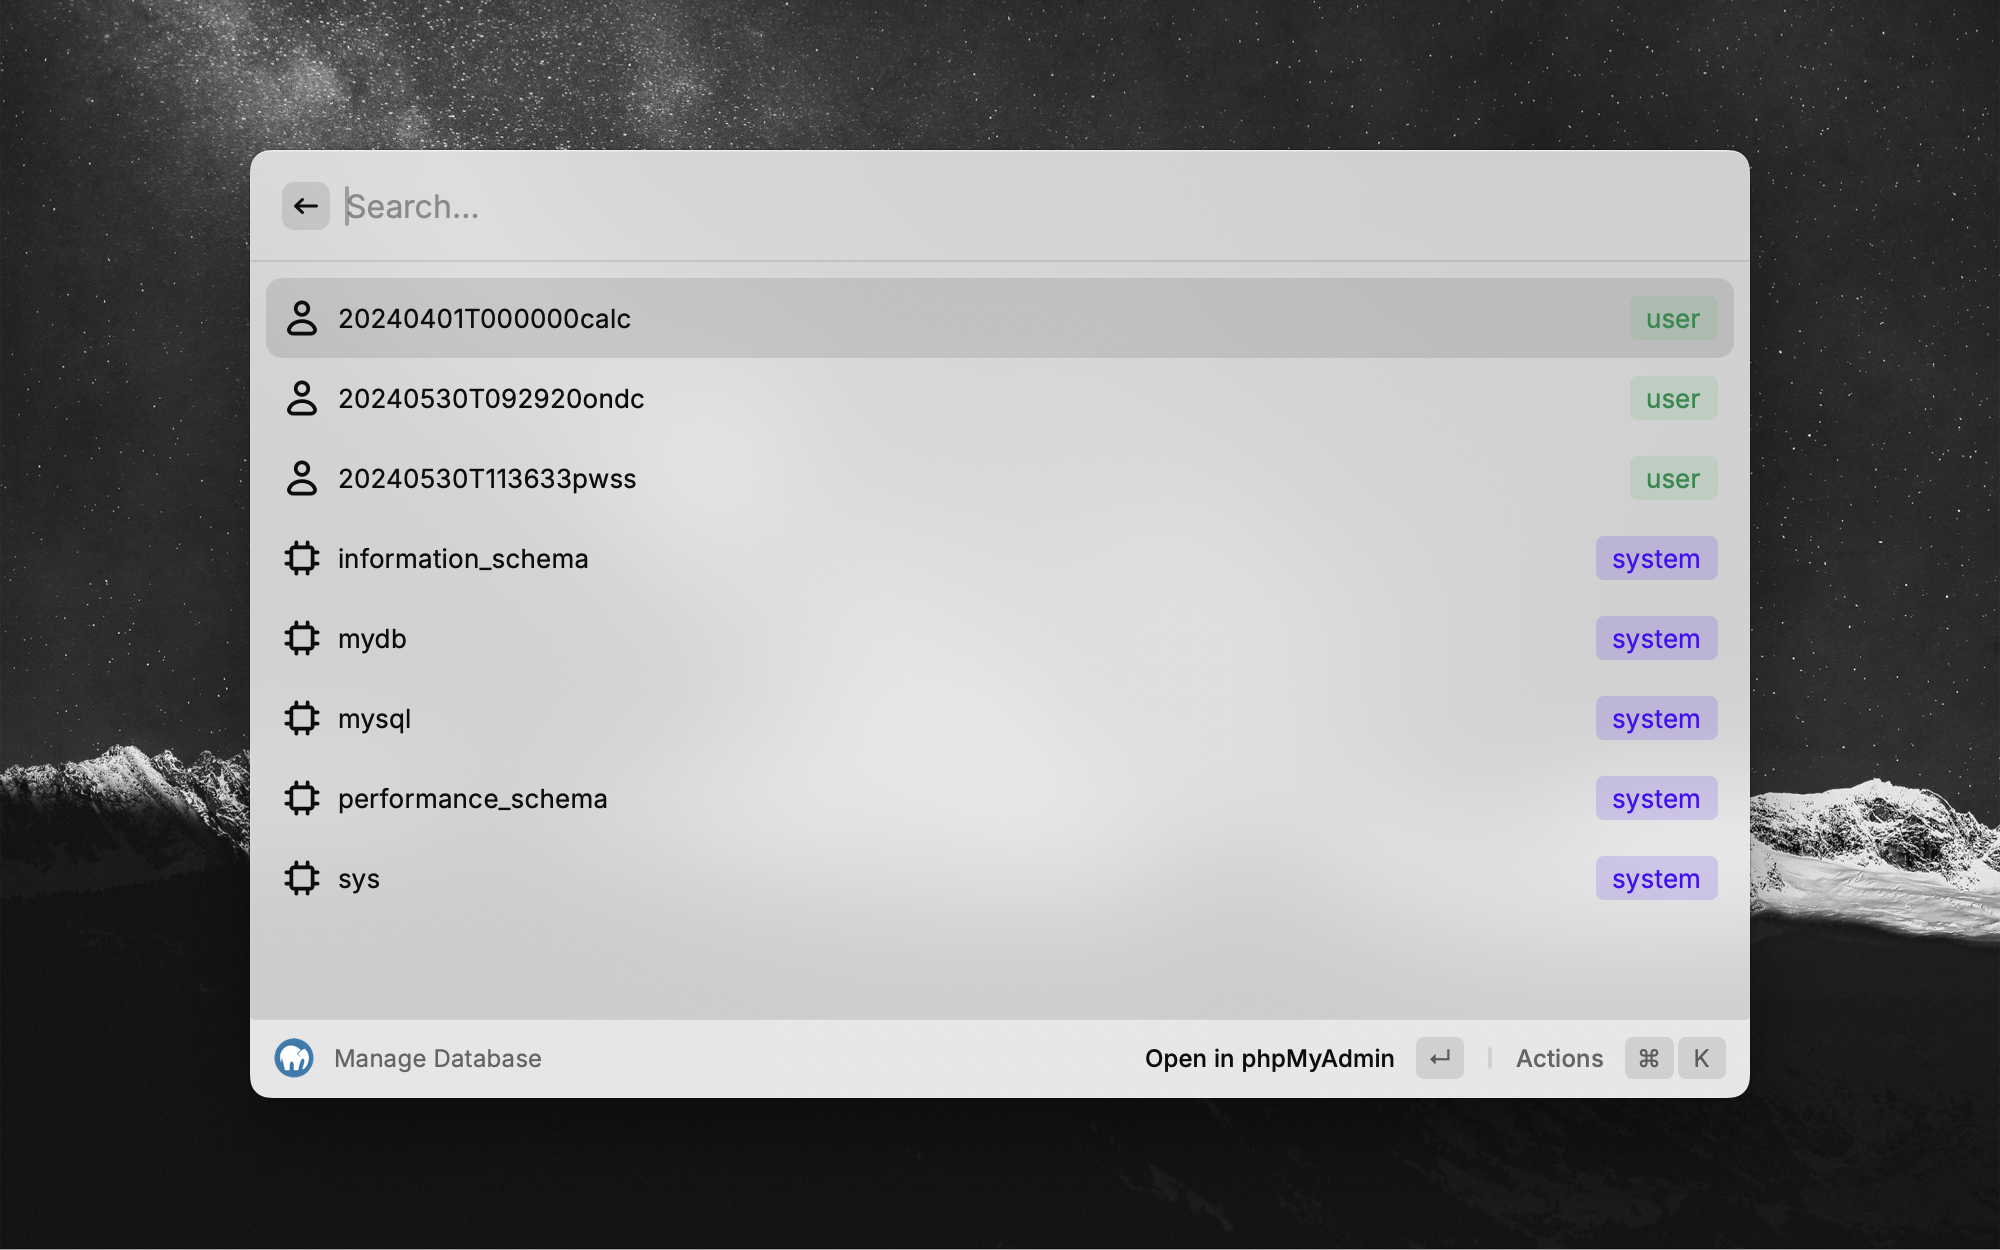 Search...
20240401T000000calc user
20240530T092920ondc user
20240530T113633pwss user
information_schema system
mydb system
mysql system
performance_schema system
sys system
Manage Database Open in phpMyAdmin ↵ Actions ⌘ K